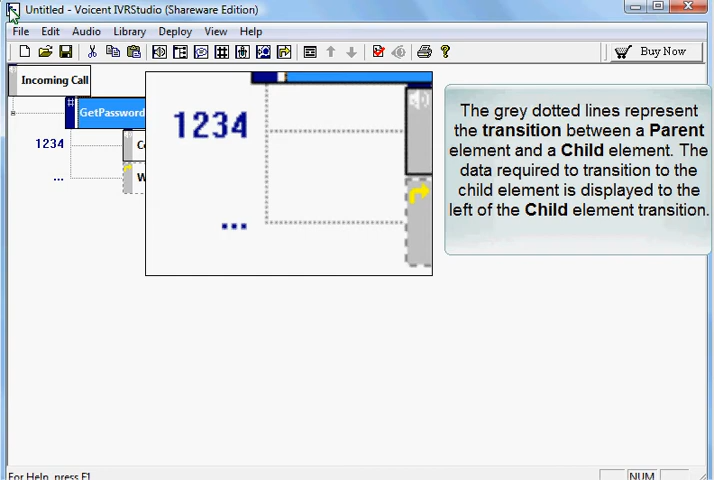 Untitled - Voicent IVRStudio (Shareware Edition)
File Edit Audio Library Deploy View Help
Buy Now
Incoming Call
# GetPassword
1234
C
...
W
1234
...
The grey dotted lines represent
the transition between a Parent
element and a Child element. The
data required to transition to the
child element is displayed to the
left of the Child element transition.
For Help, press F1
NUM